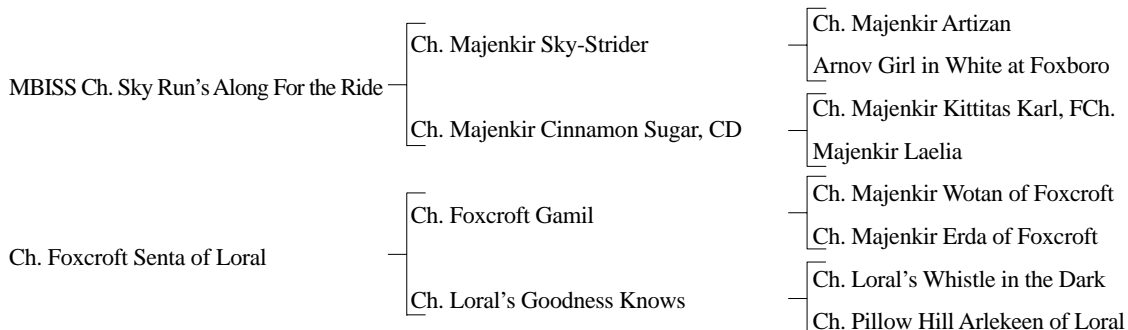 Ch. Majenkir Artizan
Ch. Majenkir Sky-Strider
Arnov Girl in White at Foxboro
MBISS Ch. Sky Run's Along For the Ride
Ch. Majenkir Kittitas Karl, FCh.
Ch. Majenkir Cinnamon Sugar, CD
Majenkir Laelia
Ch. Majenkir Wotan of Foxcroft
Ch. Foxcroft Gamil
Ch. Majenkir Erda of Foxcroft
Ch. Foxcroft Senta of Loral
Ch. Loral's Whistle in the Dark
Ch. Loral's Goodness Knows
Ch. Pillow Hill Arlekeen of Loral